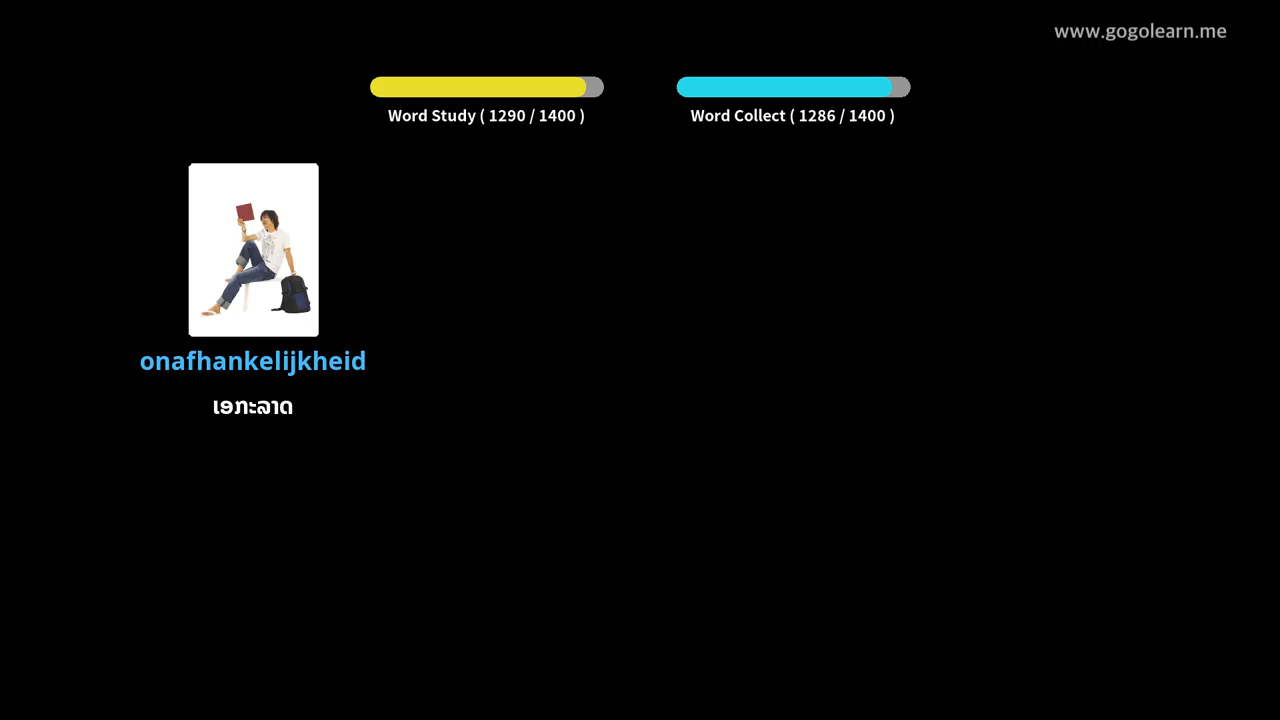 www.gogolearn.me
Word Study ( 1290 / 1400 )
Word Collect ( 1286 / 1400 )
onafhankelijkheid
ເອກະລາດ